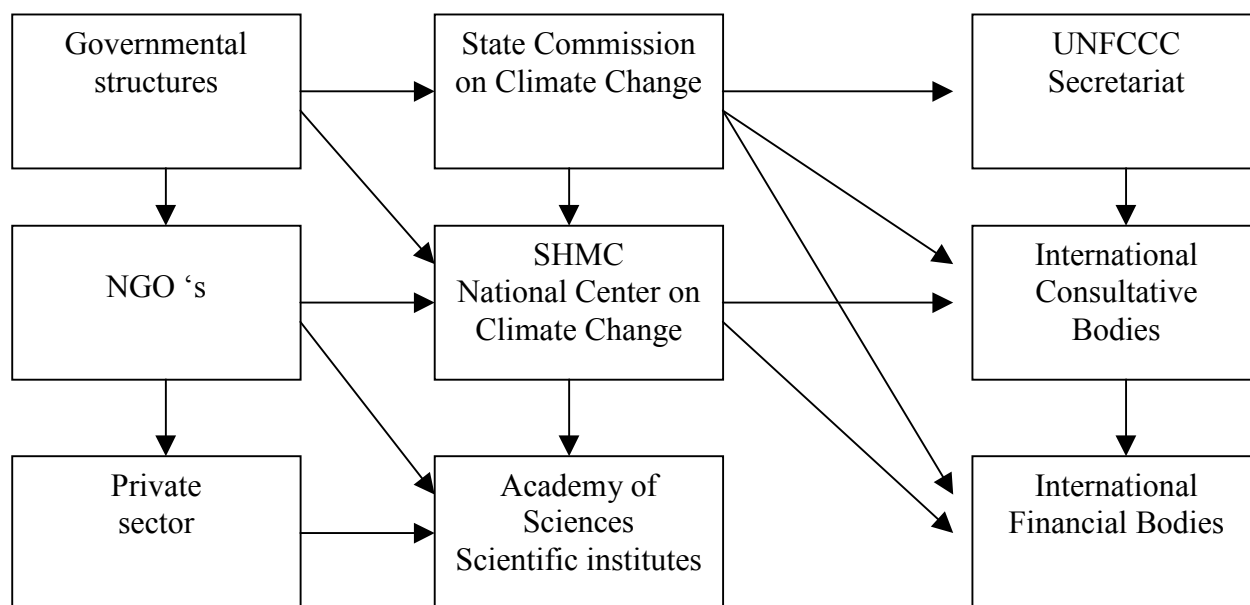 Governmental
structures
State Commission
on Climate Change
UNFCCC
Secretariat
NGO ‘s
SHMC
National Center on
Climate Change
International
Consultative
Bodies
Private
sector
Academy of
Sciences
Scientific institutes
International
Financial Bodies